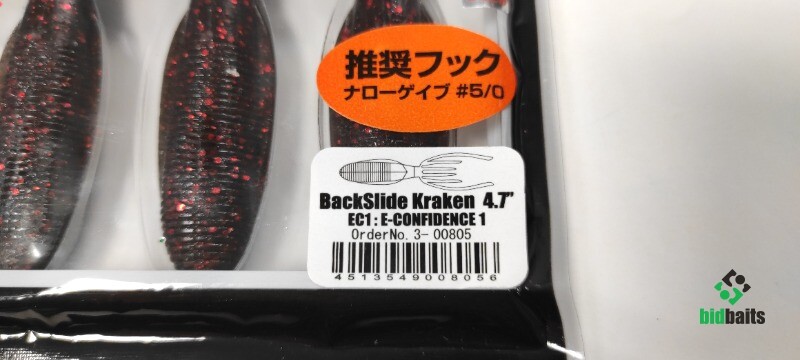 推奨フック
ナローゲイブ #5/0
BackSlide Kraken 4.7"
EC1 : E-CONFIDENCE 1
OrderNo. 3- 00805
4513549008056
bidbaits